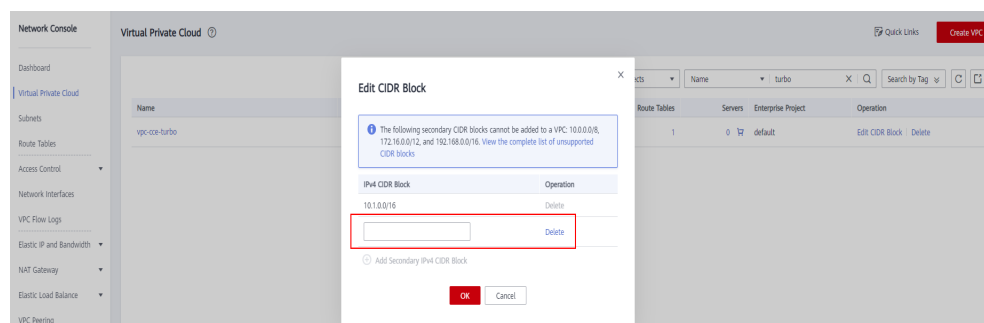 Network Console
Virtual Private Cloud
Quick Links
Create VPC
Dashboard
Virtual Private Cloud
Subnets
Route Tables
Access Control
Network Interfaces
VPC Flow Logs
Elastic IP and Bandwidth
NAT Gateway
Elastic Load Balance
VPC Peering
Name
turbo
Search by Tag
Name
Route Tables
Servers
Enterprise Project
Operation
vpc-cce-turbo
1
0
default
Edit CIDR Block
Delete
Edit CIDR Block
The following secondary CIDR blocks cannot be added to a VPC: 10.0.0.0/8,
172.16.0.0/12, and 192.168.0.0/16. View the complete list of unsupported
CIDR blocks
IPv4 CIDR Block
Operation
10.1.0.0/16
Delete
Delete
Add Secondary IPv4 CIDR Block
OK
Cancel